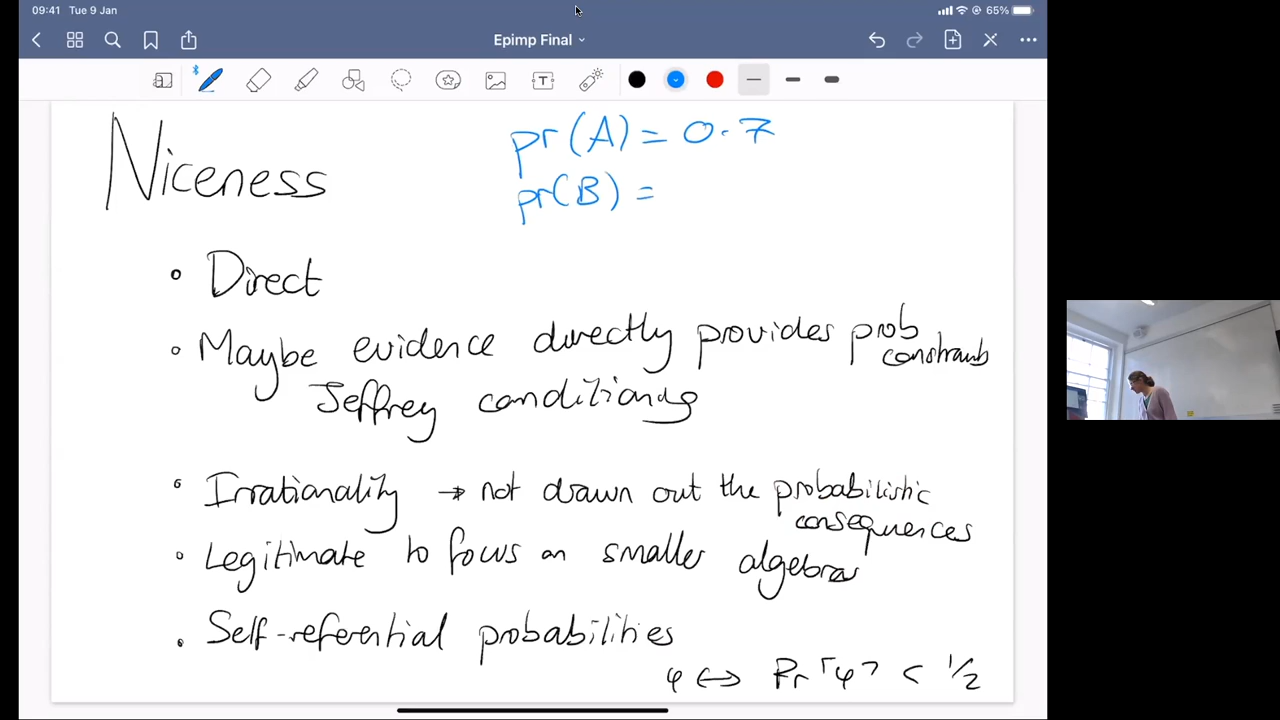 09:41 Tue 9 Jan
65%
Epimp Final
Niceness
pr(A) = 0.7
pr(B) =
• Direct
• Maybe evidence directly provides prob
constraints
Jeffrey conditioning
• Irrationality → not drawn out the probabilistic
consequences
• Legitimate to focus on smaller algebras
• Self-referential probabilities
φ ↔ Pr⌜φ⌝ < 1/2